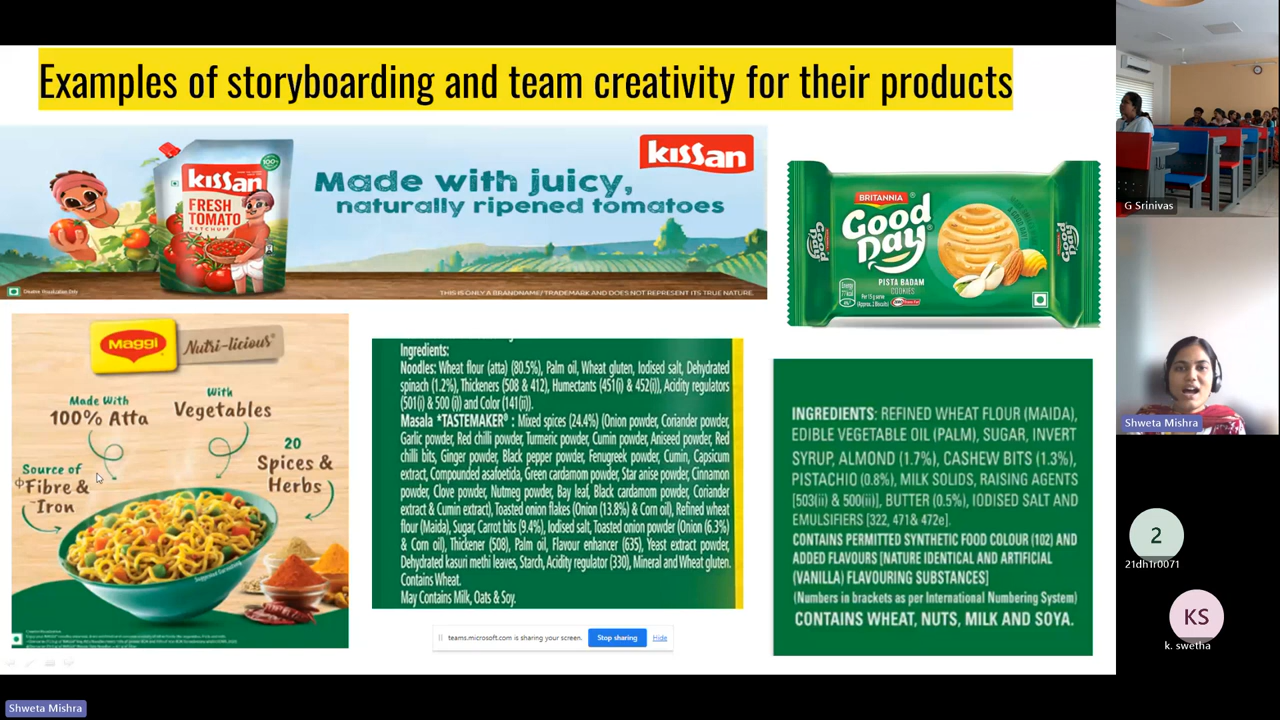 Examples of storyboarding and team creativity for their products
kissan
Made with juicy,
naturally ripened tomatoes
kissan
FRESH
TOMATO
KETCHUP
100%
THIS IS ONLY A BRANDNAME/TRADEMARK AND DOES NOT REPRESENT ITS TRUE NATURE.
BRITANNIA
Good
Day
PISTA BADAM
COOKIES
Good
Day
Good
Day
Energy
77 kcal
Maggi
Nutri-licious®
Made With
100% Atta
With
Vegetables
20
Spices &
Herbs
Source of
Fibre &
Iron
Ingredients:
Noodles: Wheat flour (atta) (80.5%), Palm oil, Wheat gluten, Iodised salt, Dehydrated
spinach (1.2%), Thickeners (508 & 412), Humectants (451(i) & 452(i)), Acidity regulators
(501(i) & 500 (i)) and Color (141(ii)).
Masala *TASTEMAKER® : Mixed spices (24.4%) (Onion powder, Coriander powder,
Garlic powder, Red chilli powder, Turmeric powder, Cumin powder, Aniseed powder, Red
chilli bits, Ginger powder, Black pepper powder, Fenugreek powder, Cumin, Capsicum
extract, Compounded asafoetida, Green cardamom powder, Star anise powder, Cinnamon
powder, Clove powder, Nutmeg powder, Bay leaf, Black cardamom powder, Coriander
extract & Cumin extract), Toasted onion flakes (Onion (13.8%) & Corn oil), Refined wheat
flour (Maida), Sugar, Carrot bits (9.4%), Iodised salt, Toasted onion powder (Onion (6.3%)
& Corn oil), Thickener (508), Palm oil, Flavour enhancer (635), Yeast extract powder,
Dehydrated kasuri methi leaves, Starch, Acidity regulator (330), Mineral and Wheat gluten.
Contains Wheat.
May Contains Milk, Oats & Soy.
INGREDIENTS: REFINED WHEAT FLOUR (MAIDA),
EDIBLE VEGETABLE OIL (PALM), SUGAR, INVERT
SYRUP, ALMOND (1.7%), CASHEW BITS (1.3%),
PISTACHIO (0.8%), MILK SOLIDS, RAISING AGENTS
[503(ii) & 500(ii)], BUTTER (0.5%), IODISED SALT AND
EMULSIFIERS [322, 471& 472e].
CONTAINS PERMITTED SYNTHETIC FOOD COLOUR (102) AND
ADDED FLAVOURS [NATURE IDENTICAL AND ARTIFICIAL
(VANILLA) FLAVOURING SUBSTANCES]
(Numbers in brackets as per International Numbering System)
CONTAINS WHEAT, NUTS, MILK AND SOYA.
teams.microsoft.com is sharing your screen.
Stop sharing
Hide
G Srinivas
Shweta Mishra
2
21dh1r0071
KS
k. swetha
Shweta Mishra